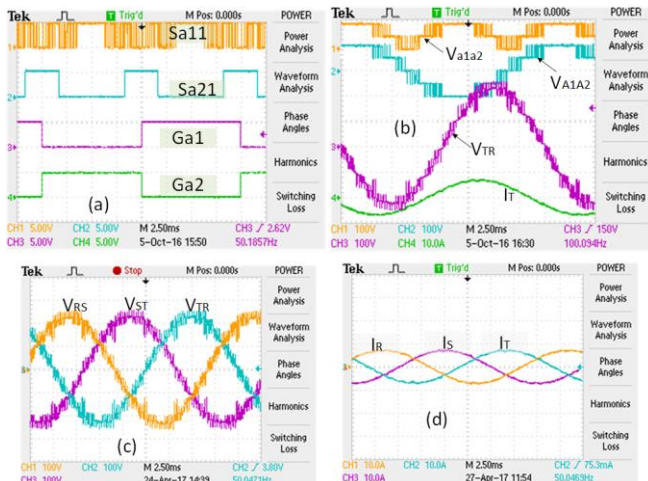 Tek Trig'd M Pos: 0.000s POWER
Sa11
1
Power
Analysis
Waveform
Analysis
Sa21
2
Phase
Angles
Ga1
3
Harmonics
Ga2
4
Switching
Loss
(a)
CH1 5.00V CH2 5.00V M 2.50ms CH3 2.62V
CH3 5.00V CH4 5.00V 5-Oct-16 15:50 50.1857Hz
Tek Trig'd M Pos: 0.000s POWER
Va1a2
1
Power
Analysis
VA1A2
2
Waveform
Analysis
(b)
Phase
Angles
VTR
3
Harmonics
IT
4
Switching
Loss
CH1 100V CH2 100V M 2.50ms CH3 150V
CH3 100V CH4 10.0A 5-Oct-16 16:30 100.094Hz
Tek Stop M Pos: 0.000s POWER
VRS VST VTR
Power
Analysis
Waveform
Analysis
Phase
Angles
Harmonics
(c)
Switching
Loss
CH1 100V CH2 100V M 2.50ms CH2 3.80V
CH3 100V 24-Apr-17 14:39 50.0471Hz
Tek Trig'd M Pos: 0.000s POWER
Power
Analysis
IR IS IT
Waveform
Analysis
Phase
Angles
Harmonics
(d)
Switching
Loss
CH1 10.0A CH2 10.0A M 2.50ms CH2 75.3mA
CH3 10.0A 27-Apr-17 11:54 50.0469Hz